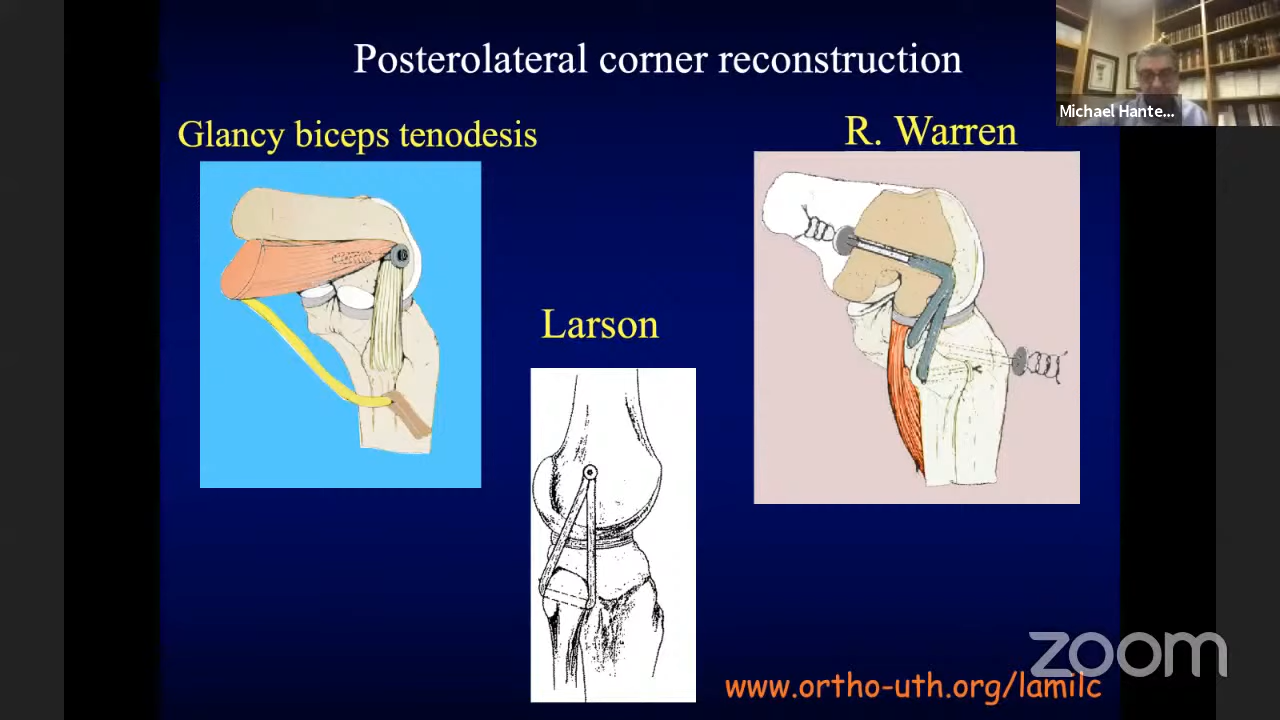 Posterolateral corner reconstruction
Michael Hante...
Glancy biceps tenodesis
R. Warren
Larson
zoom
www.ortho-uth.org/lamilc